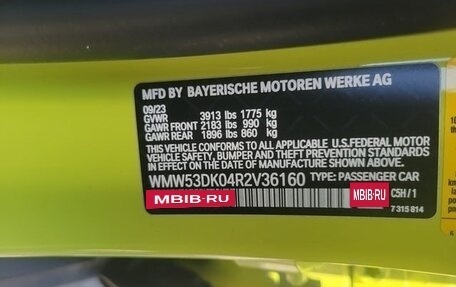 MFD BY BAYERISCHE MOTOREN WERKE AG
09/23
GVWR 3913 lbs 1775 kg
GAWR FRONT 2183 lbs 990 kg
GAWR REAR 1896 lbs 860 kg
THIS VEHICLE CONFORMS TO ALL APPLICABLE U.S.FEDERAL MOTOR
VEHICLE SAFETY, BUMPER, AND THEFT PREVENTION STANDARDS IN
EFFECT ON THE DATE OF MANUFACTURE SHOWN ABOVE.
WMW53DK04R2V36160 TYPE: PASSENGER CAR
MBIB·RU MBIB·RU C5H / 1
7 315 814